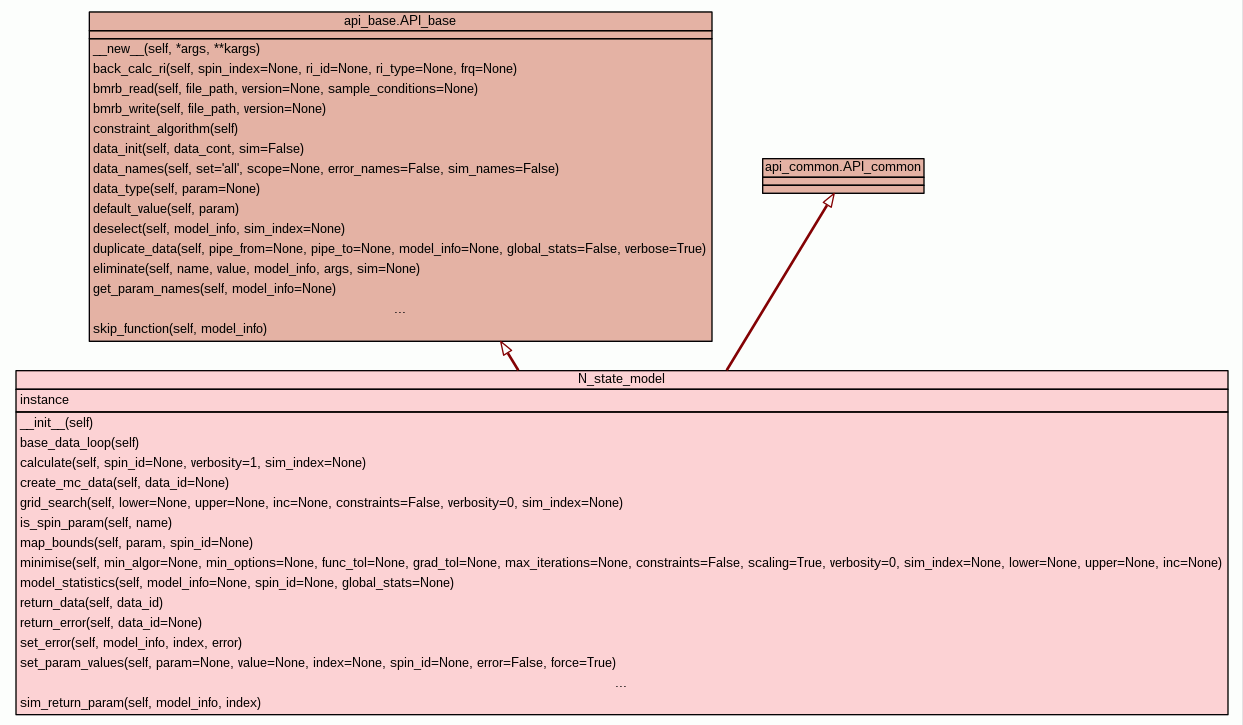 api_base.API_base
__new__(self, *args, **kargs)
back_calc_ri(self, spin_index=None, ri_id=None, ri_type=None, frq=None)
bmrb_read(self, file_path, version=None, sample_conditions=None)
bmrb_write(self, file_path, version=None)
constraint_algorithm(self)
data_init(self, data_cont, sim=False)
data_names(self, set='all', scope=None, error_names=False, sim_names=False)
data_type(self, param=None)
default_value(self, param)
deselect(self, model_info, sim_index=None)
duplicate_data(self, pipe_from=None, pipe_to=None, model_info=None, global_stats=False, verbose=True)
eliminate(self, name, value, model_info, args, sim=None)
get_param_names(self, model_info=None)
...
skip_function(self, model_info)
api_common.API_common
N_state_model
instance
__init__(self)
base_data_loop(self)
calculate(self, spin_id=None, verbosity=1, sim_index=None)
create_mc_data(self, data_id=None)
grid_search(self, lower=None, upper=None, inc=None, constraints=False, verbosity=0, sim_index=None)
is_spin_param(self, name)
map_bounds(self, param, spin_id=None)
minimise(self, min_algor=None, min_options=None, func_tol=None, grad_tol=None, max_iterations=None, constraints=False, scaling=True, verbosity=0, sim_index=None, lower=None, upper=None, inc=None)
model_statistics(self, model_info=None, spin_id=None, global_stats=None)
return_data(self, data_id)
return_error(self, data_id=None)
set_error(self, model_info, index, error)
set_param_values(self, param=None, value=None, index=None, spin_id=None, error=False, force=True)
...
sim_return_param(self, model_info, index)